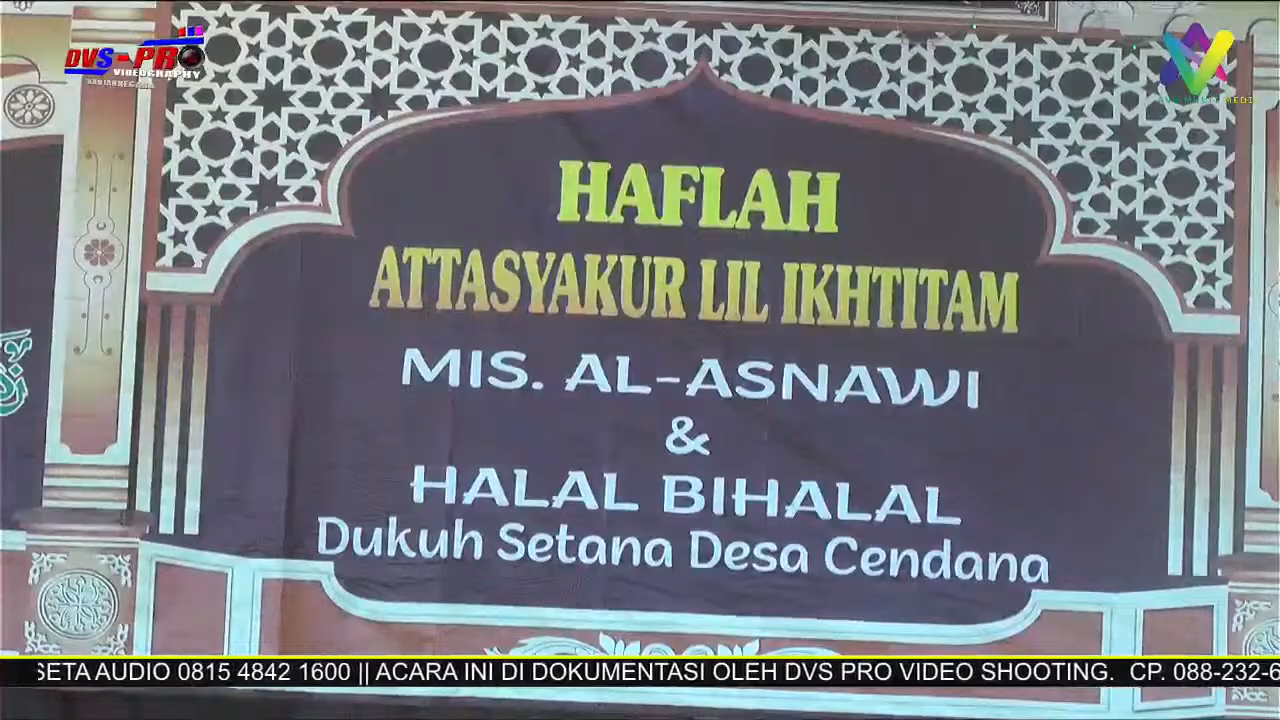 DVS-PRO
VIDEOGRAPHY
BANJARNEGARA
HAFLAH
ATTASYAKUR LIL IKHTITAM
MIS. AL-ASNAWI
&
HALAL BIHALAL
Dukuh Setana Desa Cendana
SETA AUDIO 0815 4842 1600 || ACARA INI DI DOKUMENTASI OLEH DVS PRO VIDEO SHOOTING. CP. 088-232-6